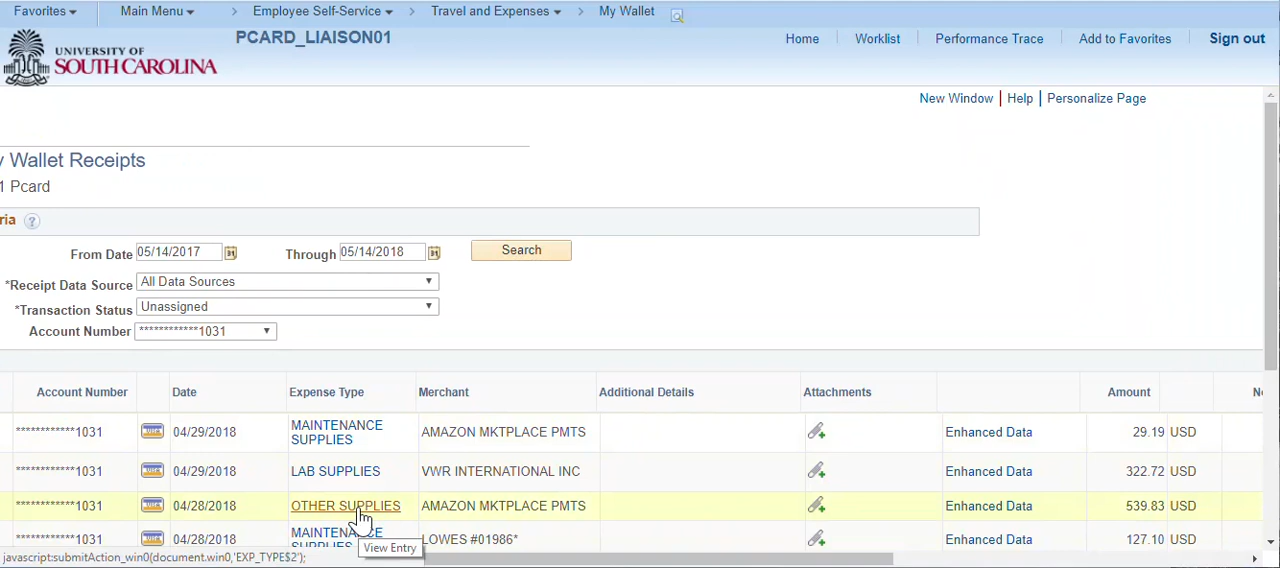 Favorites Main Menu Employee Self-Service Travel and Expenses My Wallet
UNIVERSITY OF
SOUTH CAROLINA
PCARD_LIAISON01
Home Worklist Performance Trace Add to Favorites Sign out
New Window Help Personalize Page
y Wallet Receipts
1 Pcard
ria ?
From Date 05/14/2017 Through 05/14/2018 Search
*Receipt Data Source All Data Sources
*Transaction Status Unassigned
Account Number ************1031
Account Number Date Expense Type Merchant Additional Details Attachments Amount No
************1031 04/29/2018 MAINTENANCE SUPPLIES AMAZON MKTPLACE PMTS Enhanced Data 29.19 USD
************1031 04/29/2018 LAB SUPPLIES VWR INTERNATIONAL INC Enhanced Data 322.72 USD
************1031 04/28/2018 OTHER SUPPLIES AMAZON MKTPLACE PMTS Enhanced Data 539.83 USD
************1031 04/28/2018 MAINTENANCE SUPPLIES LOWES #01986* Enhanced Data 127.10 USD
View Entry
javascript:submitAction_win0(document.win0,'EXP_TYPE$2');